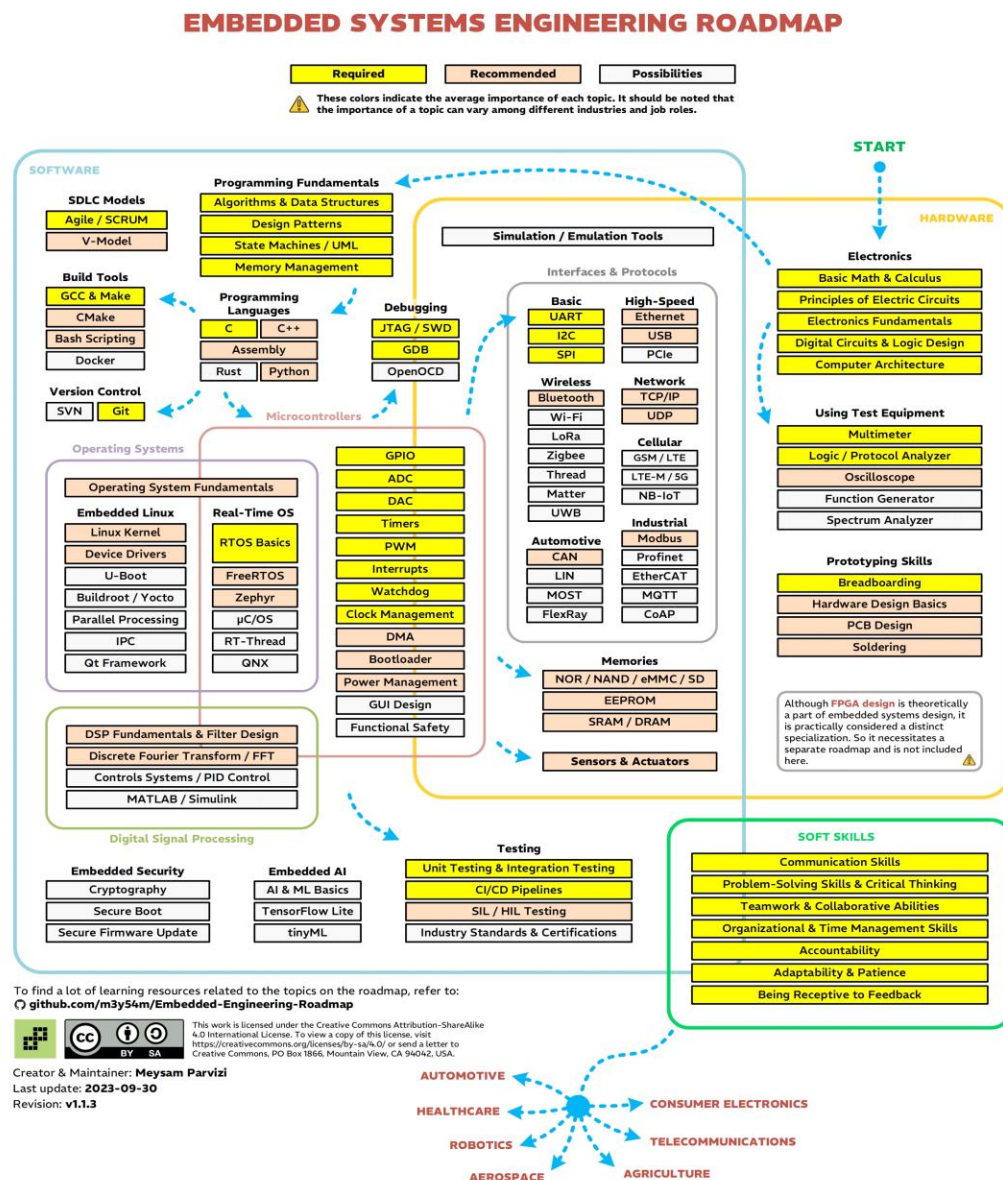 EMBEDDED SYSTEMS ENGINEERING ROADMAP
Required
Recommended
Possibilities
These colors indicate the average importance of each topic. It should be noted that
the importance of a topic can vary among different industries and job roles.
START
SOFTWARE
HARDWARE
SDLC Models
Agile / SCRUM
V-Model
Programming Fundamentals
Algorithms & Data Structures
Design Patterns
State Machines / UML
Memory Management
Build Tools
GCC & Make
CMake
Bash Scripting
Docker
Programming
Languages
C
C++
Assembly
Rust
Python
Debugging
JTAG / SWD
GDB
OpenOCD
Version Control
SVN
Git
Simulation / Emulation Tools
Interfaces & Protocols
Basic
UART
I2C
SPI
High-Speed
Ethernet
USB
PCIe
Wireless
Bluetooth
Wi-Fi
LoRa
Zigbee
Thread
Matter
UWB
Network
TCP/IP
UDP
Cellular
GSM / LTE
LTE-M / 5G
NB-IoT
Automotive
CAN
LIN
MOST
FlexRay
Industrial
Modbus
Profinet
EtherCAT
MQTT
CoAP
Electronics
Basic Math & Calculus
Principles of Electric Circuits
Electronics Fundamentals
Digital Circuits & Logic Design
Computer Architecture
Using Test Equipment
Multimeter
Logic / Protocol Analyzer
Oscilloscope
Function Generator
Spectrum Analyzer
Prototyping Skills
Breadboarding
Hardware Design Basics
PCB Design
Soldering
Although FPGA design is theoretically
a part of embedded systems design, it
is practically considered a distinct
specialization. So it necessitates a
separate roadmap and is not included
here.
Microcontrollers
GPIO
ADC
DAC
Timers
PWM
Interrupts
Watchdog
Clock Management
DMA
Bootloader
Power Management
GUI Design
Functional Safety
Operating Systems
Operating System Fundamentals
Embedded Linux
Linux Kernel
Device Drivers
U-Boot
Buildroot / Yocto
Parallel Processing
IPC
Qt Framework
Real-Time OS
RTOS Basics
FreeRTOS
Zephyr
µC/OS
RT-Thread
QNX
Memories
NOR / NAND / eMMC / SD
EEPROM
SRAM / DRAM
Sensors & Actuators
DSP Fundamentals & Filter Design
Discrete Fourier Transform / FFT
Controls Systems / PID Control
MATLAB / Simulink
Digital Signal Processing
Embedded Security
Cryptography
Secure Boot
Secure Firmware Update
Embedded AI
AI & ML Basics
TensorFlow Lite
tinyML
Testing
Unit Testing & Integration Testing
CI/CD Pipelines
SIL / HIL Testing
Industry Standards & Certifications
SOFT SKILLS
Communication Skills
Problem-Solving Skills & Critical Thinking
Teamwork & Collaborative Abilities
Organizational & Time Management Skills
Accountability
Adaptability & Patience
Being Receptive to Feedback
To find a lot of learning resources related to the topics on the roadmap, refer to:
github.com/m3y54m/Embedded-Engineering-Roadmap
cc
BY SA
This work is licensed under the Creative Commons Attribution-ShareAlike
4.0 International License. To view a copy of this license, visit
https://creativecommons.org/licenses/by-sa/4.0/ or send a letter to
Creative Commons, PO Box 1866, Mountain View, CA 94042, USA.
Creator & Maintainer: Meysam Parvizi
Last update: 2023-09-30
Revision: v1.1.3
AUTOMOTIVE
HEALTHCARE
ROBOTICS
AEROSPACE
CONSUMER ELECTRONICS
TELECOMMUNICATIONS
AGRICULTURE